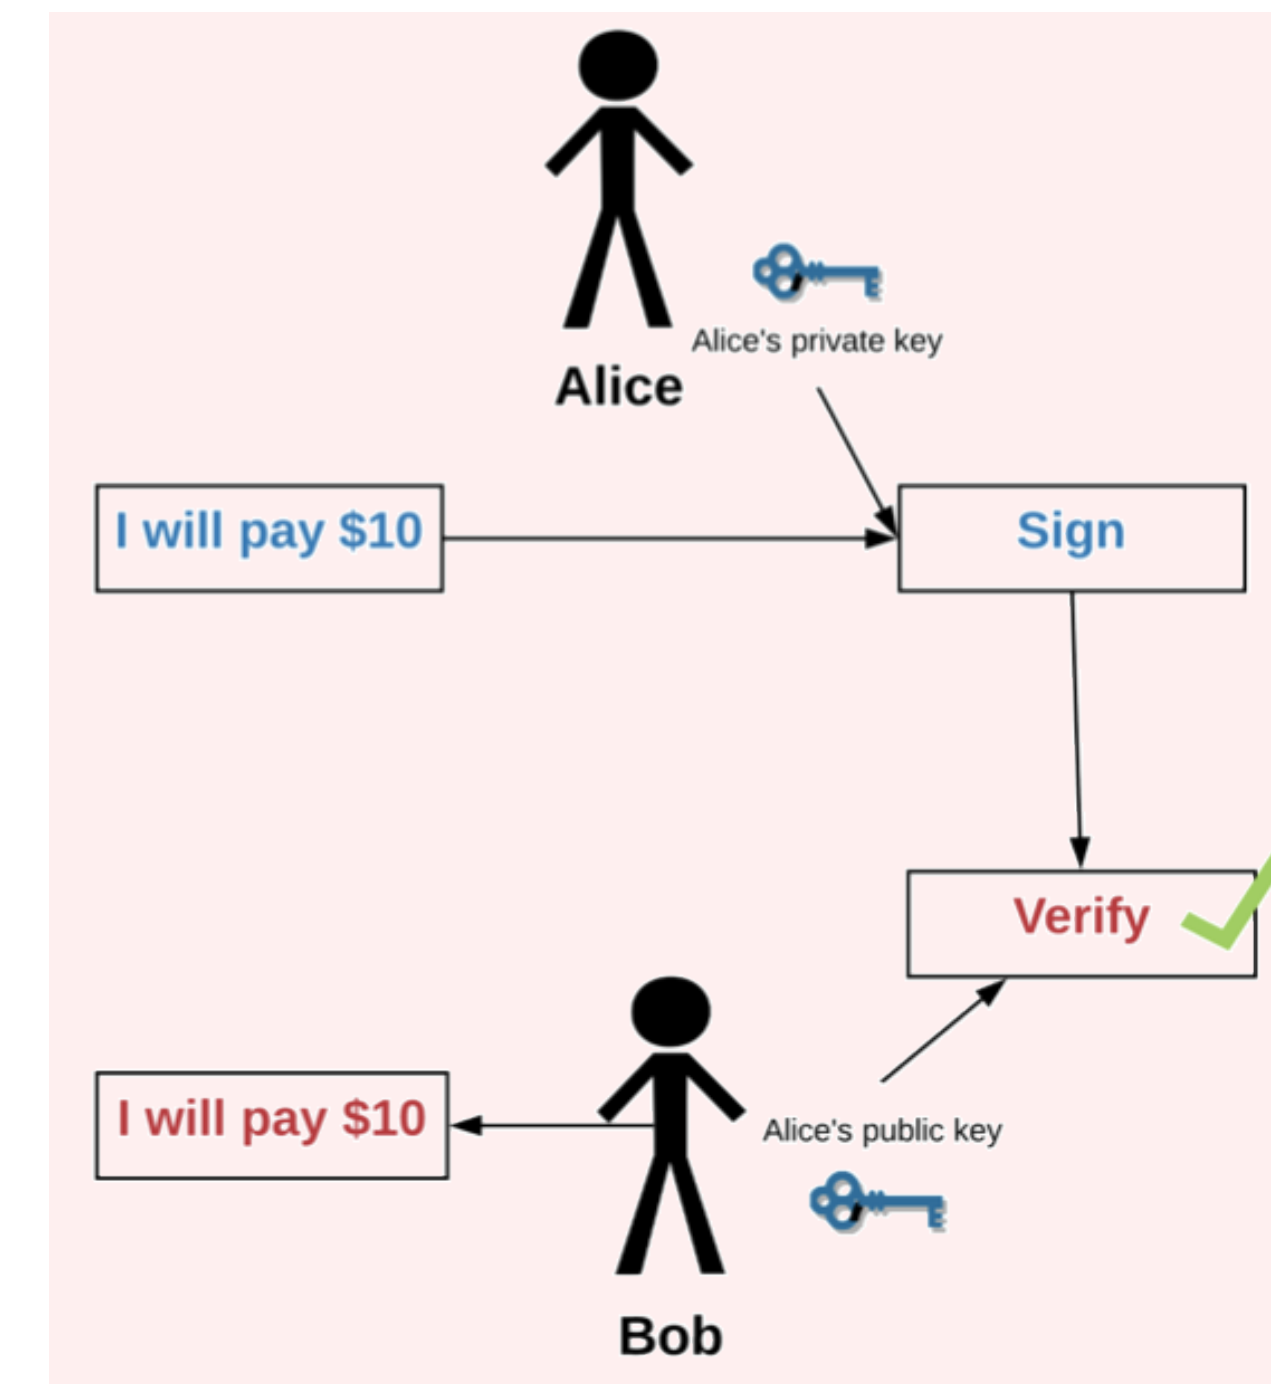 Alice's private key
Alice
I will pay $10
Sign
Verify
I will pay $10
Alice's public key
Bob